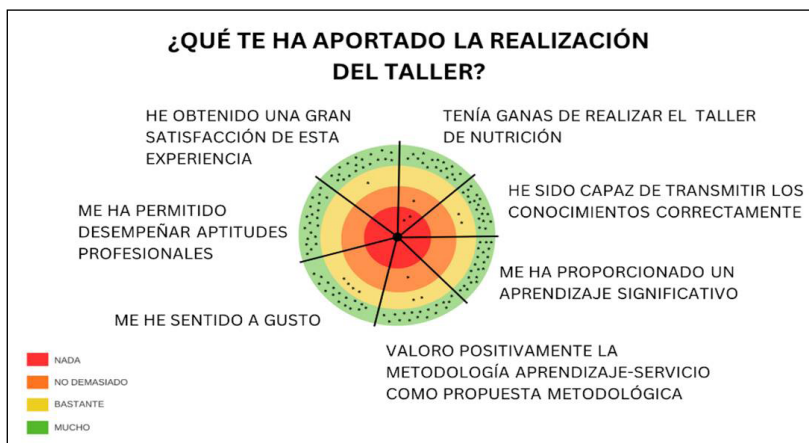 ¿QUÉ TE HA APORTADO LA REALIZACIÓN
DEL TALLER?
HE OBTENIDO UNA GRAN
SATISFACCIÓN DE ESTA
EXPERIENCIA
TENÍA GANAS DE REALIZAR EL TALLER
DE NUTRICIÓN
HE SIDO CAPAZ DE TRANSMITIR LOS
CONOCIMIENTOS CORRECTAMENTE
ME HA PERMITIDO
DESEMPEÑAR APTITUDES
PROFESIONALES
ME HA PROPORCIONADO UN
APRENDIZAJE SIGNIFICATIVO
ME HE SENTIDO A GUSTO
VALORO POSITIVAMENTE LA
METODOLOGÍA APRENDIZAJE-SERVICIO
COMO PROPUESTA METODOLÓGICA
NADA
NO DEMASIADO
BASTANTE
MUCHO